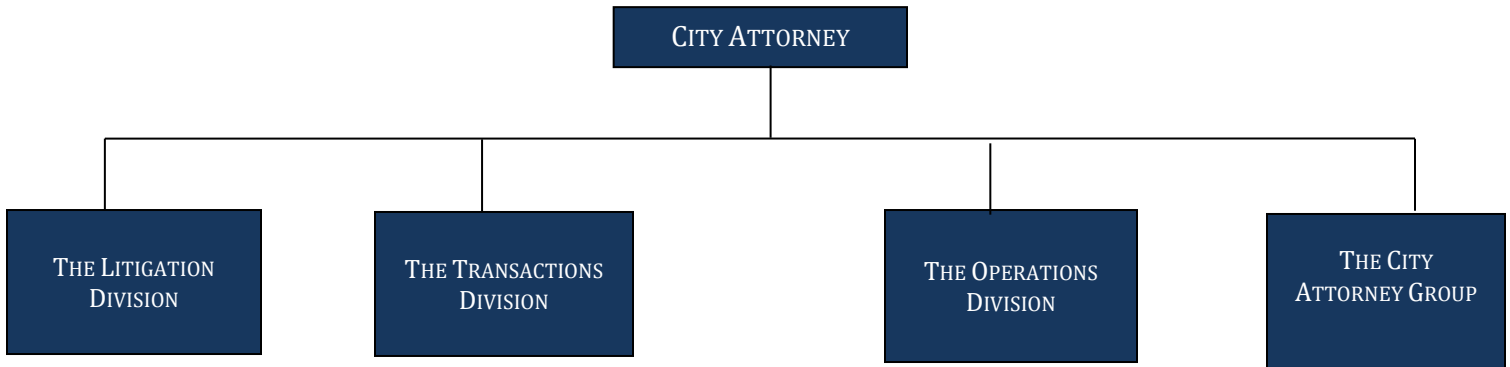 CITY ATTORNEY
THE LITIGATION
DIVISION
THE TRANSACTIONS
DIVISION
THE OPERATIONS
DIVISION
THE CITY
ATTORNEY GROUP